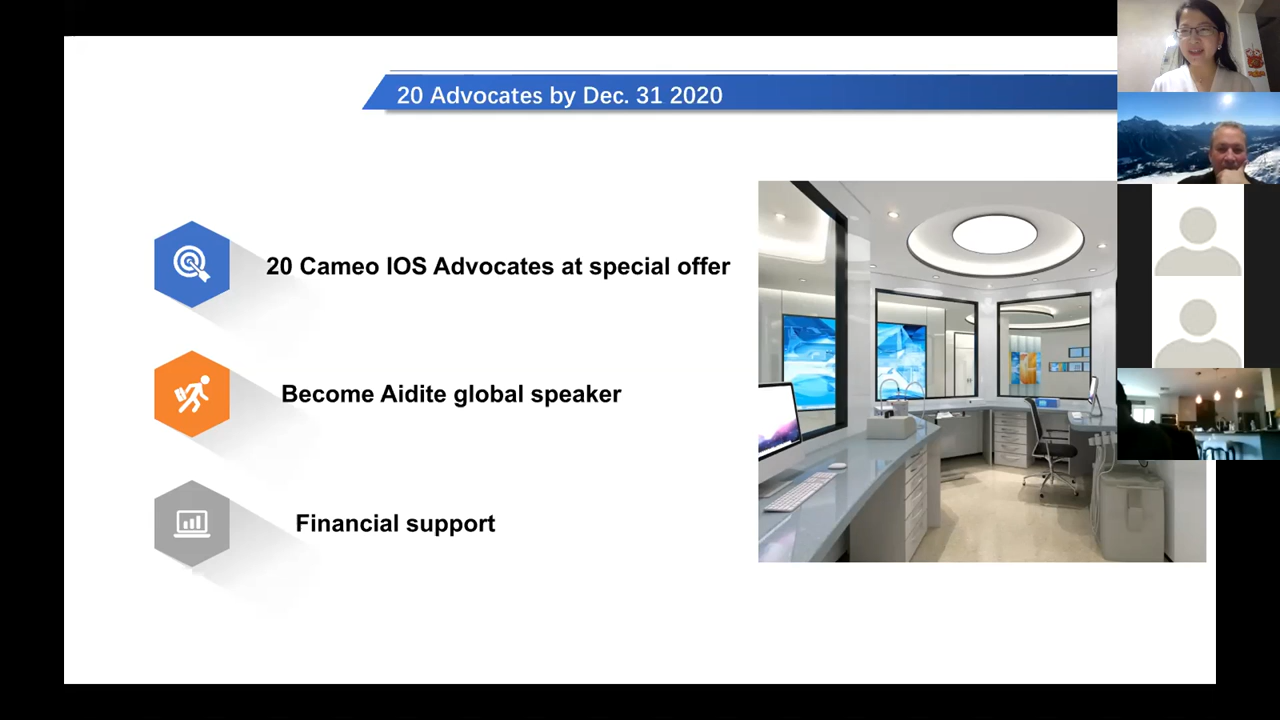 20 Advocates by Dec. 31 2020
20 Cameo IOS Advocates at special offer
Become Aidite global speaker
Financial support